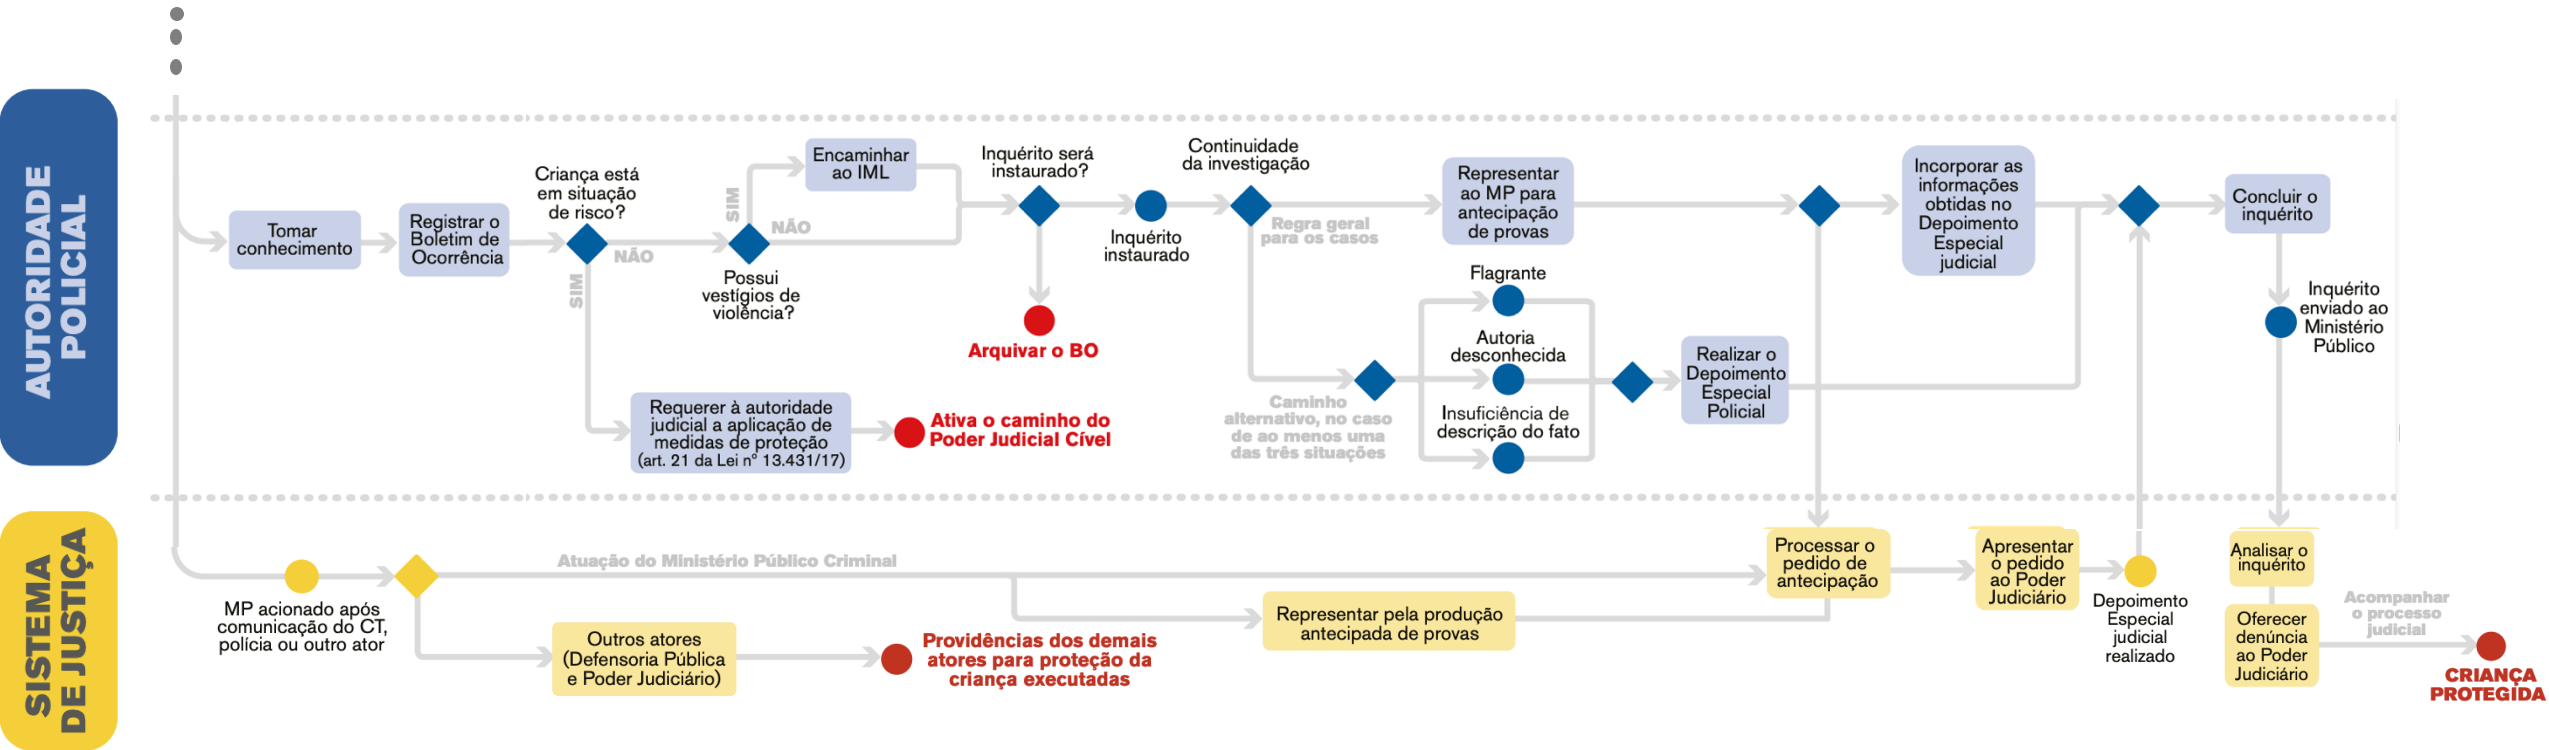 AUTORIDADE
POLICIAL
Tomar
conhecimento
Registrar o
Boletim de
Ocorrência
Criança está
em situação
de risco?
NÃO
SIM
Possui
vestígios de
violência?
SIM
NÃO
Encaminhar
ao IML
Requerer à autoridade
judicial a aplicação de
medidas de proteção
(art. 21 da Lei nº 13.431/17)
Ativa o caminho do
Poder Judicial Cível
Inquérito será
instaurado?
Arquivar o BO
Inquérito
instaurado
Continuidade
da investigação
Regra geral
para os casos
Caminho
alternativo, no caso
de ao menos uma
das três situações
Representar
ao MP para
antecipação
de provas
Flagrante
Autoria
desconhecida
Insuficiência de
descrição do fato
Realizar o
Depoimento
Especial
Policial
Incorporar as
informações
obtidas no
Depoimento
Especial
judicial
Concluir o
inquérito
Inquérito
enviado ao
Ministério
Público
SISTEMA
DE JUSTIÇA
MP acionado após
comunicação do CT,
polícia ou outro ator
Atuação do Ministério Público Criminal
Outros atores
(Defensoria Pública
e Poder Judiciário)
Providências dos demais
atores para proteção da
criança executadas
Representar pela produção
antecipada de provas
Processar o
pedido de
antecipação
Apresentar
o pedido
ao Poder
Judiciário
Depoimento
Especial
judicial
realizado
Analisar o
inquérito
Oferecer
denúncia
ao Poder
Judiciário
Acompanhar
o processo
judicial
CRIANÇA
PROTEGIDA